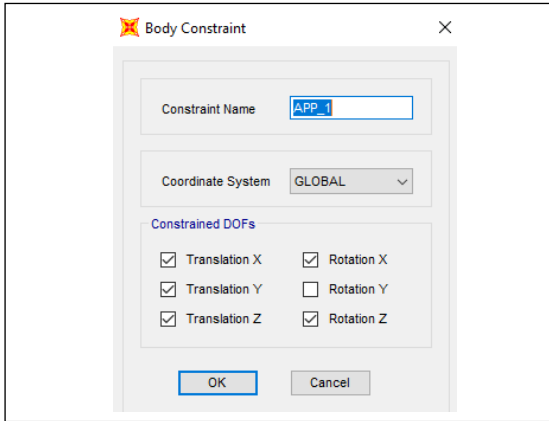 Body Constraint
Constraint Name APP_1
Coordinate System GLOBAL
Constrained DOFs
Translation X Rotation X
Translation Y Rotation Y
Translation Z Rotation Z
OK Cancel